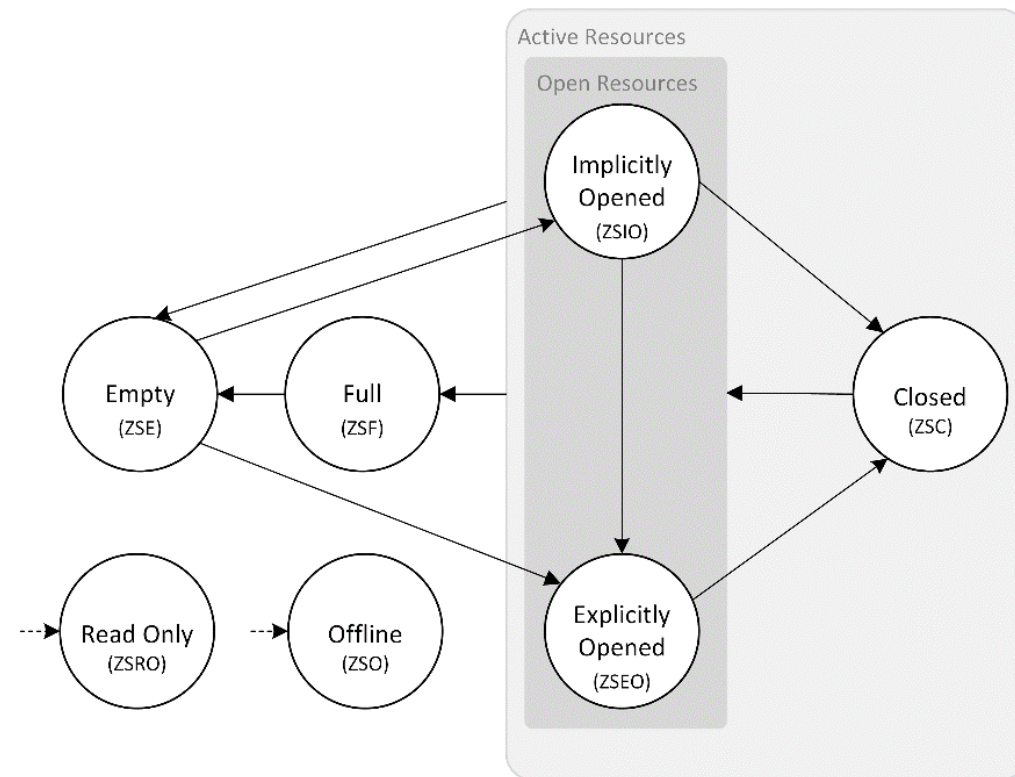 Active Resources
Open Resources
Implicitly
Opened
(ZSIO)
Empty
(ZSE)
Full
(ZSF)
Closed
(ZSC)
Read Only
(ZSRO)
Offline
(ZSO)
Explicitly
Opened
(ZSEO)